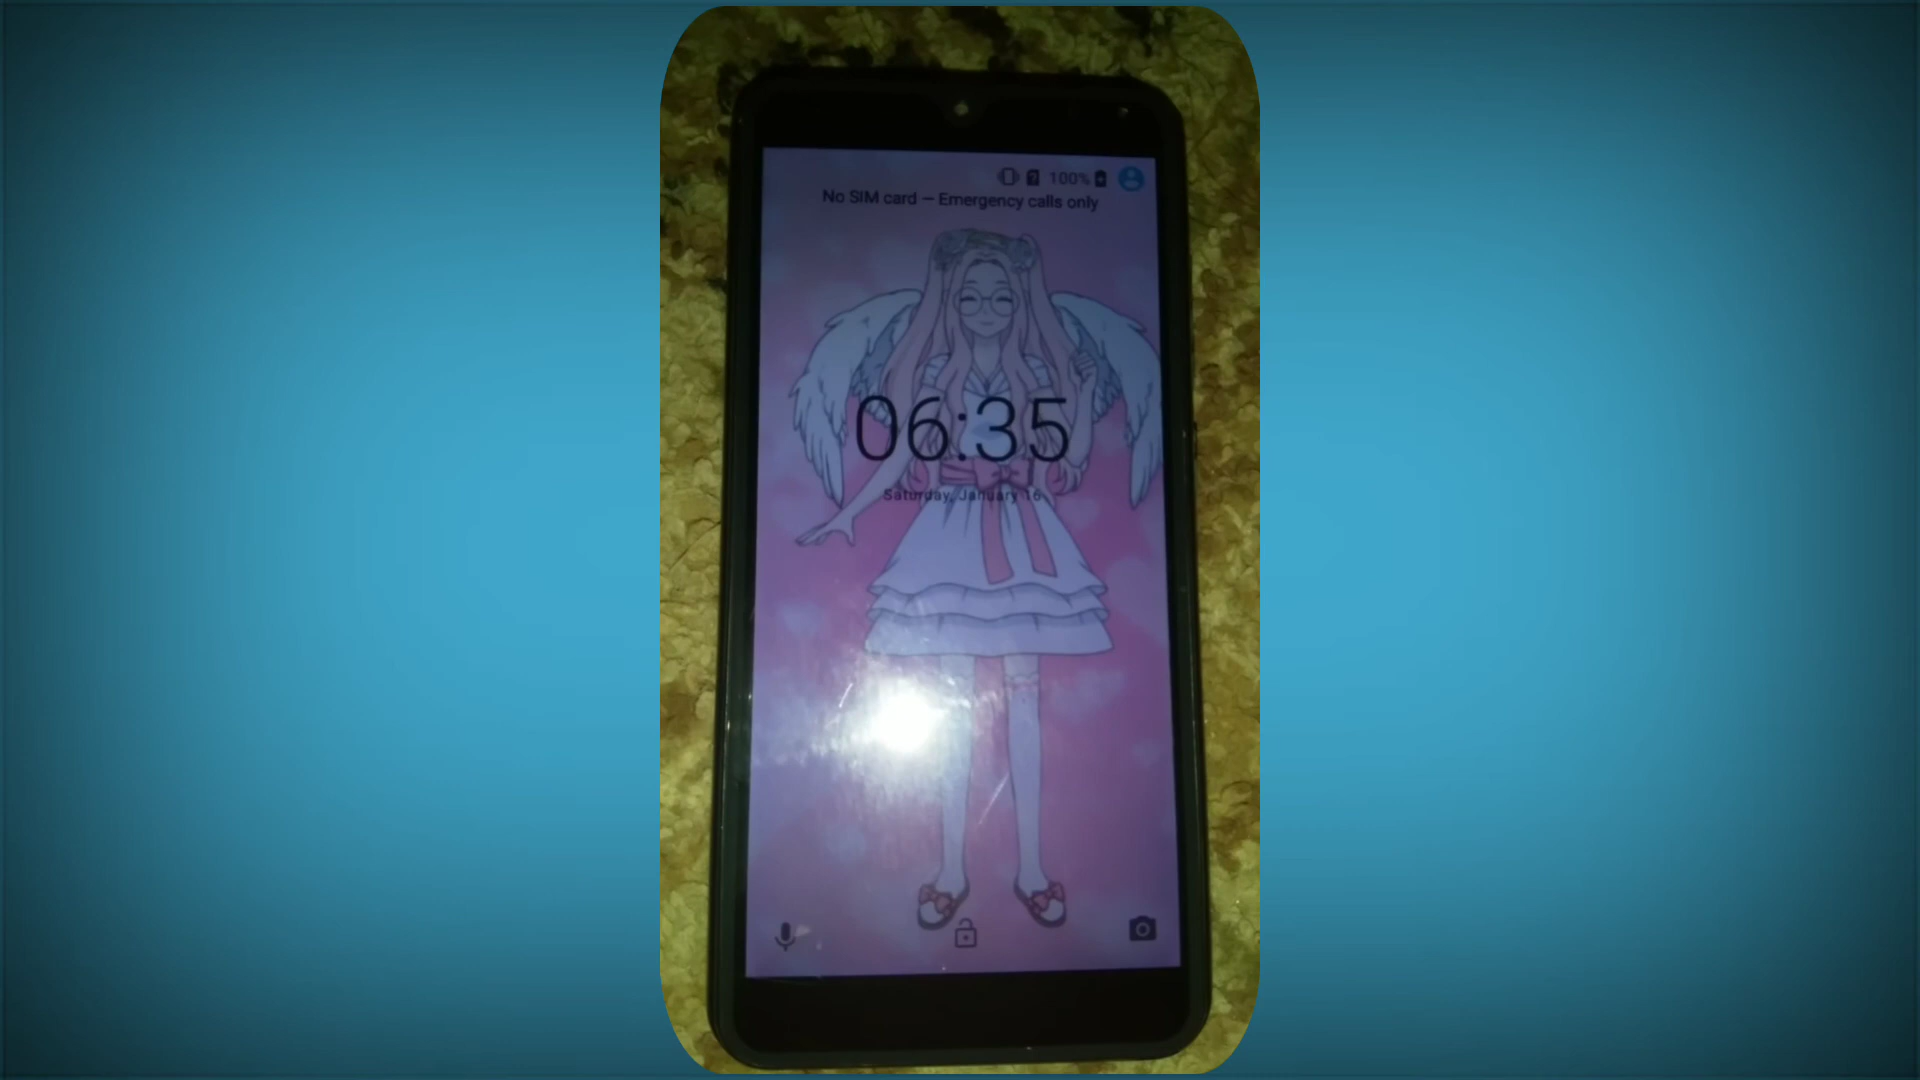 100%
No SIM card — Emergency calls only
06:35
Saturday, January 16